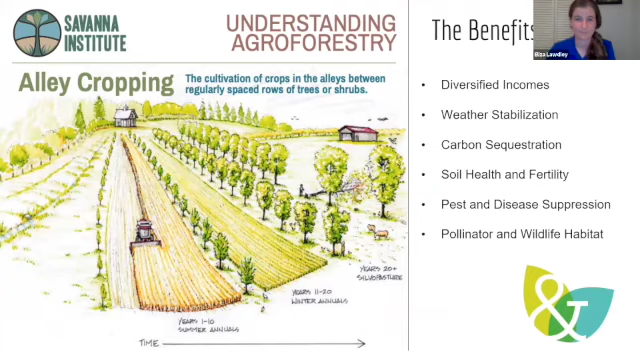 SAVANNA
INSTITUTE
UNDERSTANDING
AGROFORESTRY
Alley Cropping
The cultivation of crops in the alleys between
regularly spaced rows of trees or shrubs.
YEARS 20+
SILVOPASTURE
YEARS 11-20
WINTER ANNUALS
YEARS 1-10
SUMMER ANNUALS
TIME
The Benefits
Eliza Lawdley
• Diversified Incomes
• Weather Stabilization
• Carbon Sequestration
• Soil Health and Fertility
• Pest and Disease Suppression
• Pollinator and Wildlife Habitat
&